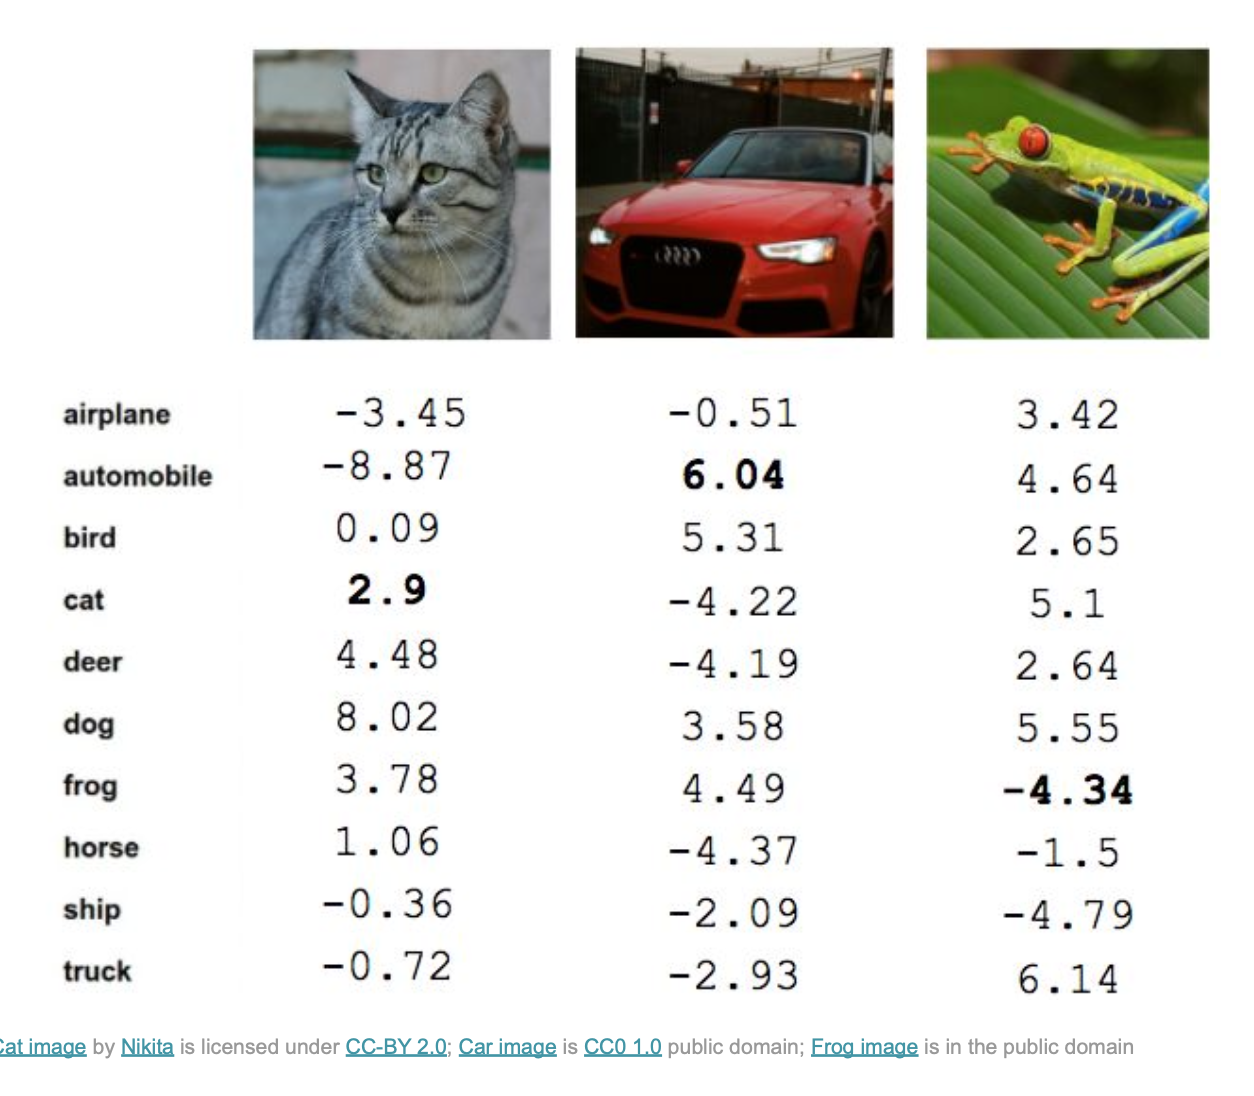 airplane -3.45 -0.51 3.42
automobile -8.87 6.04 4.64
bird 0.09 5.31 2.65
cat 2.9 -4.22 5.1
deer 4.48 -4.19 2.64
dog 8.02 3.58 5.55
frog 3.78 4.49 -4.34
horse 1.06 -4.37 -1.5
ship -0.36 -2.09 -4.79
truck -0.72 -2.93 6.14
Cat image by Nikita is licensed under CC-BY 2.0; Car image is CC0 1.0 public domain; Frog image is in the public domain